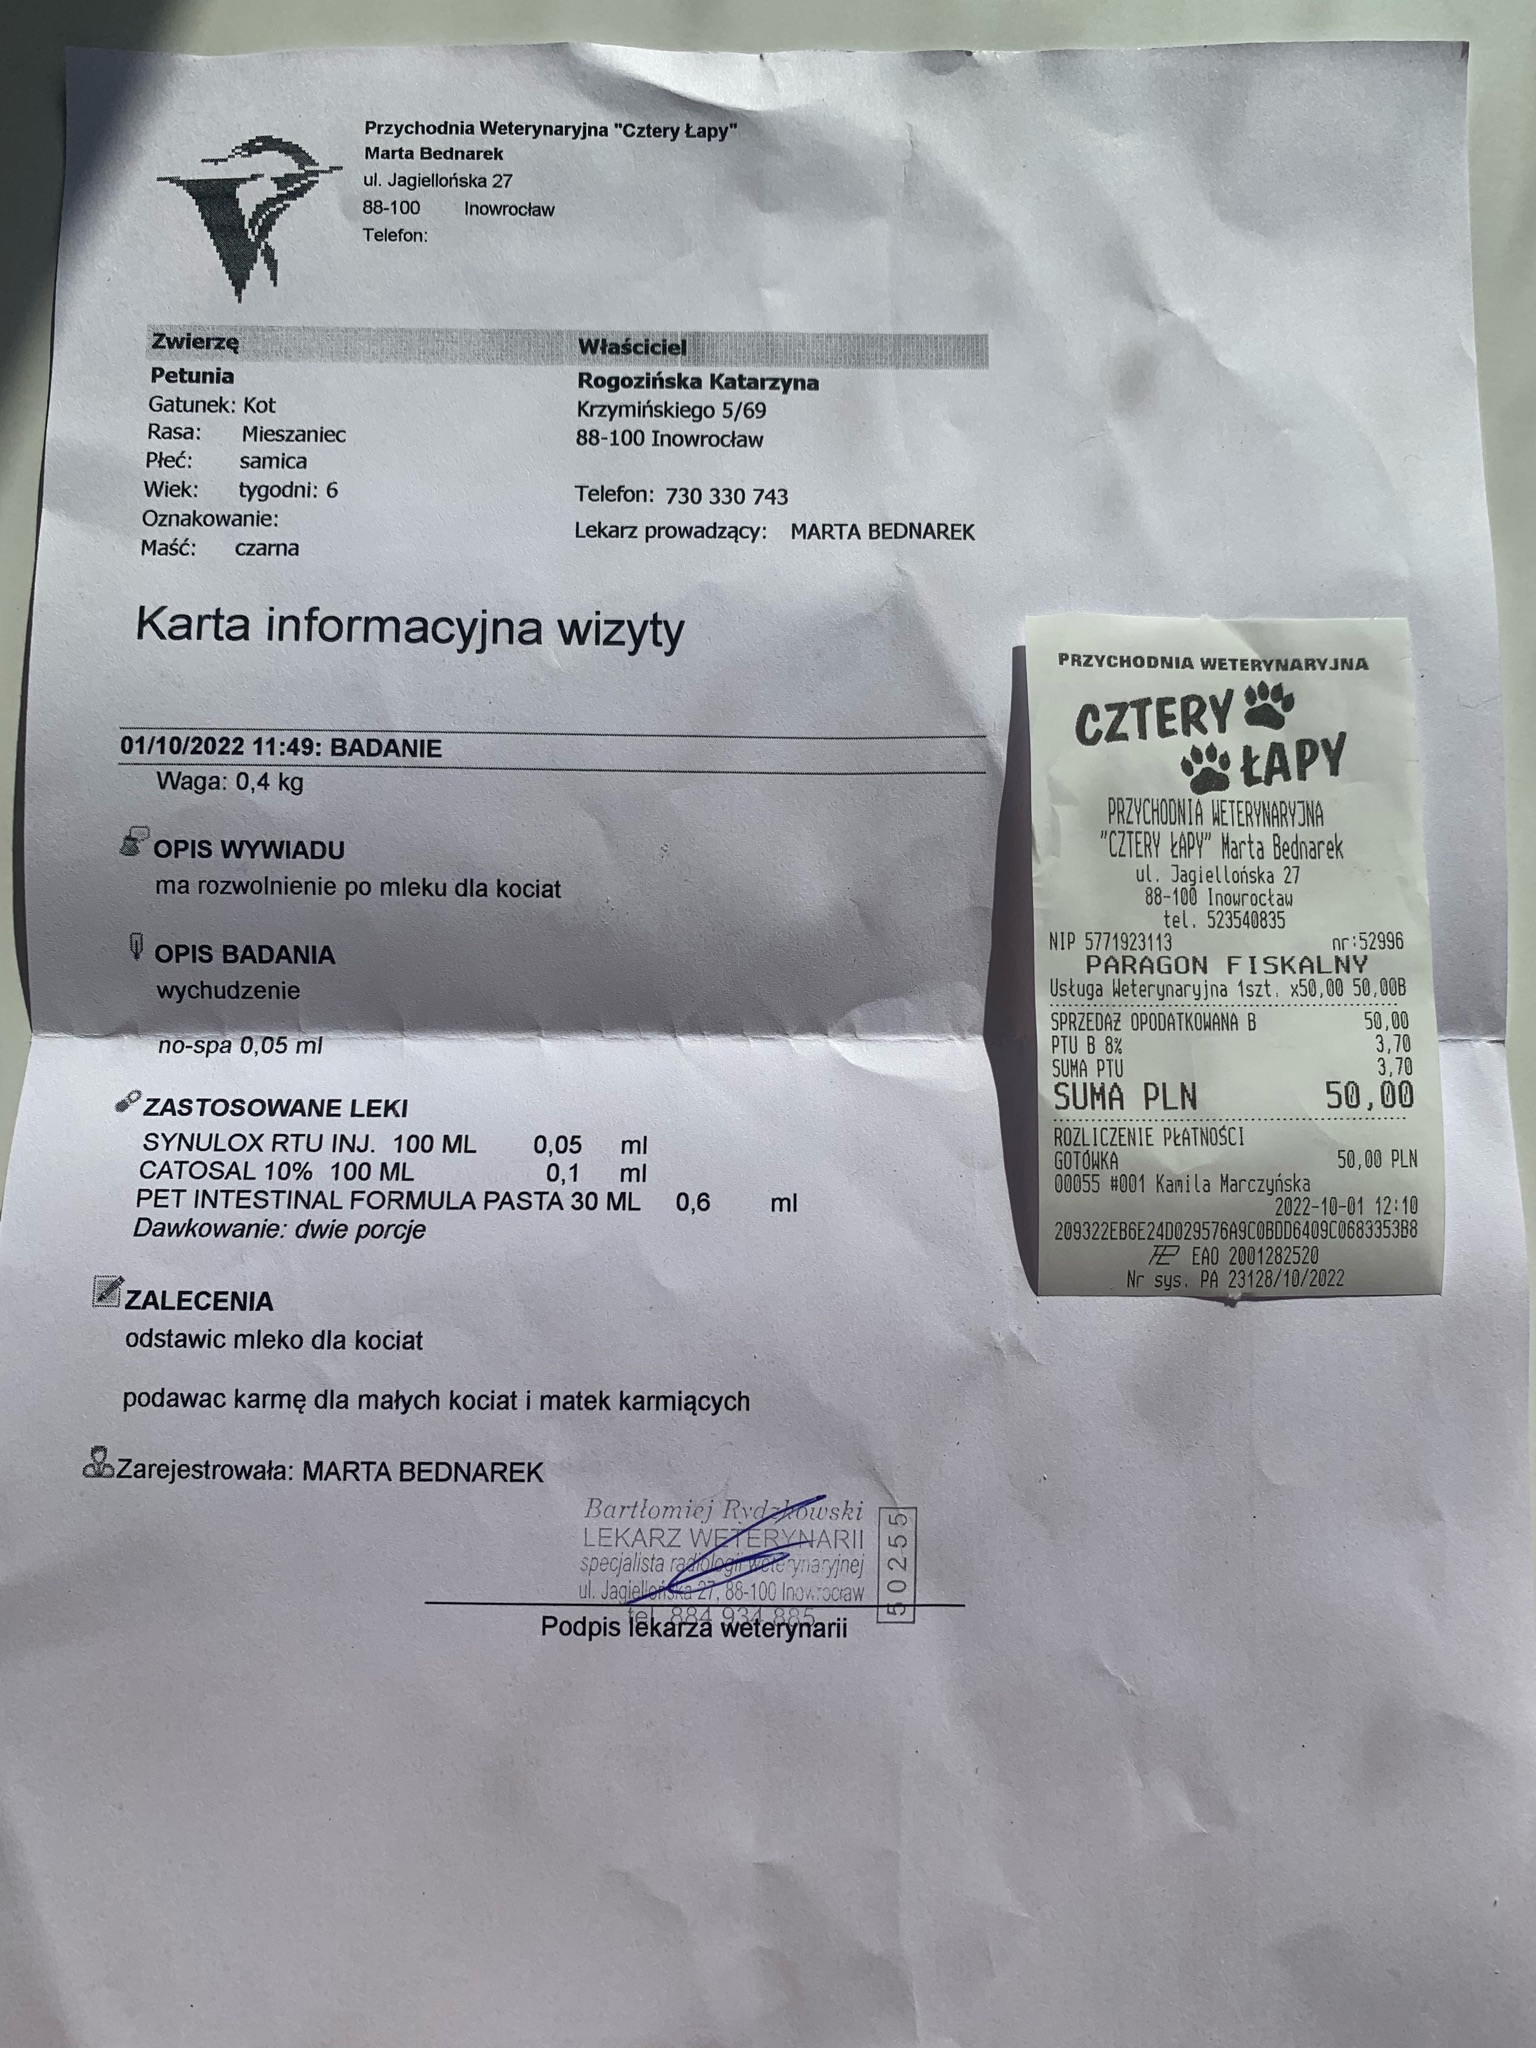 Przychodnia Weterynaryjna "Cztery Łapy"
Marta Bednarek
ul. Jagiellońska 27
88-100 Inowrocław
Telefon:
Zwierzę
Petunia
Gatunek: Kot
Rasa: Mieszaniec
Płeć: samica
Wiek: tygodni: 6
Oznakowanie:
Maść: czarna
Właściciel
Rogozińska Katarzyna
Krzymińskiego 5/69
88-100 Inowrocław
Telefon: 730 330 743
Lekarz prowadzący: MARTA BEDNAREK
Karta informacyjna wizyty
01/10/2022 11:49: BADANIE
Waga: 0,4 kg
OPIS WYWIADU
ma rozwolnienie po mleku dla kociat
OPIS BADANIA
wychudzenie
no-spa 0,05 ml
ZASTOSOWANE LEKI
SYNULOX RTU INJ. 100 ML 0,05 ml
CATOSAL 10% 100 ML 0,1 ml
PET INTESTINAL FORMULA PASTA 30 ML 0,6 ml
Dawkowanie: dwie porcje
ZALECENIA
odstawic mleko dla kociat
podawac karmę dla małych kociat i matek karmiących
Zarejestrowała: MARTA BEDNAREK
Bartłomiej Rydzkowski
LEKARZ WETERYNARII
specjalista radiologii weterynaryjnej
ul. Jagiellońska 27, 88-100 Inowrocław
tel. 884 934 885
50255
Podpis lekarza weterynarii
PRZYCHODNIA WETERYNARYJNA
CZTERY
ŁAPY
PRZYCHODNIA WETERYNARYJNA
"CZTERY ŁAPY" Marta Bednarek
ul. Jagiellońska 27
88-100 Inowrocław
tel. 523540835
NIP 5771923113 nr:52996
PARAGON FISKALNY
Usługa Weterynaryjna 1szt. x50,00 50,00B
SPRZEDAŻ OPODATKOWANA B 50,00
PTU B 8% 3,70
SUMA PTU 3,70
SUMA PLN 50,00
ROZLICZENIE PŁATNOŚCI
GOTÓWKA 50,00 PLN
00055 #001 Kamila Marczyńska
2022-10-01 12:10
209322EB6E24D029576A9C0BDD6409C0683353B8
EAO 2001282520
Nr sys. PA 23128/10/2022